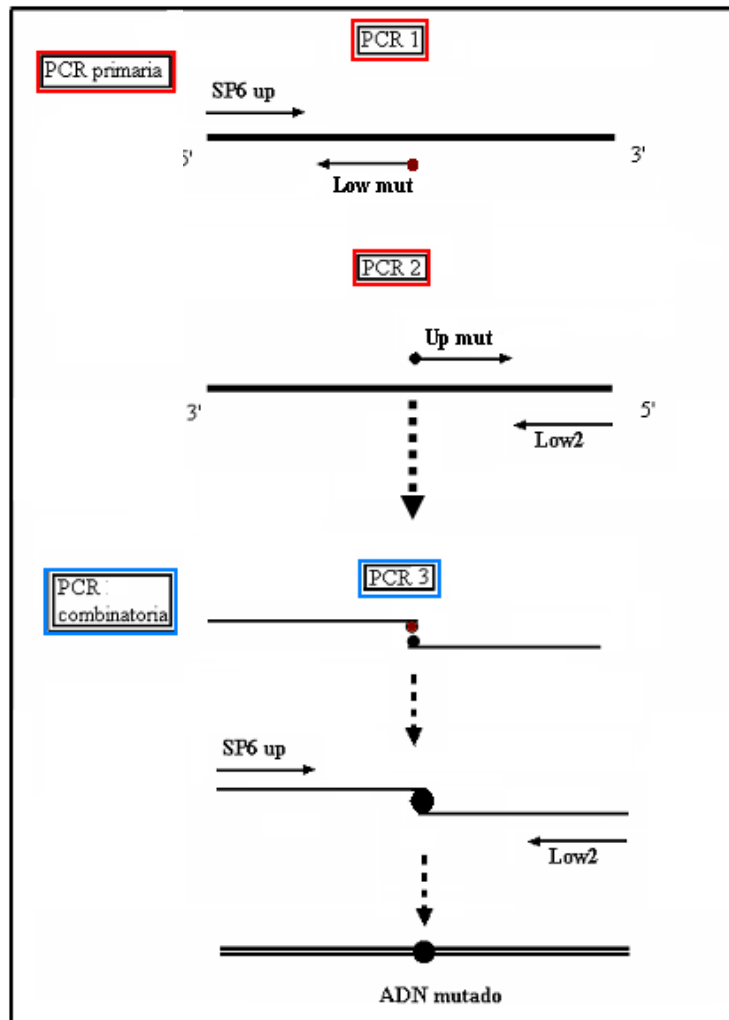 PCR 1
PCR primaria
SP6 up
5'
3'
Low mut
PCR 2
Up mut
3'
5'
Low2
PCR
combinatoria
PCR 3
SP6 up
Low2
ADN mutado